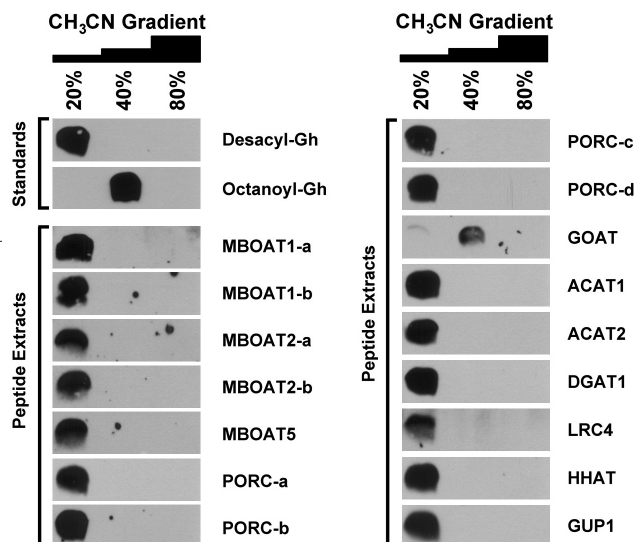 CH3CN Gradient
20% 40% 80%
Standards
Desacyl-Gh
Octanoyl-Gh
Peptide Extracts
MBOAT1-a
MBOAT1-b
MBOAT2-a
MBOAT2-b
MBOAT5
PORC-a
PORC-b
CH3CN Gradient
20% 40% 80%
Peptide Extracts
PORC-c
PORC-d
GOAT
ACAT1
ACAT2
DGAT1
LRC4
HHAT
GUP1